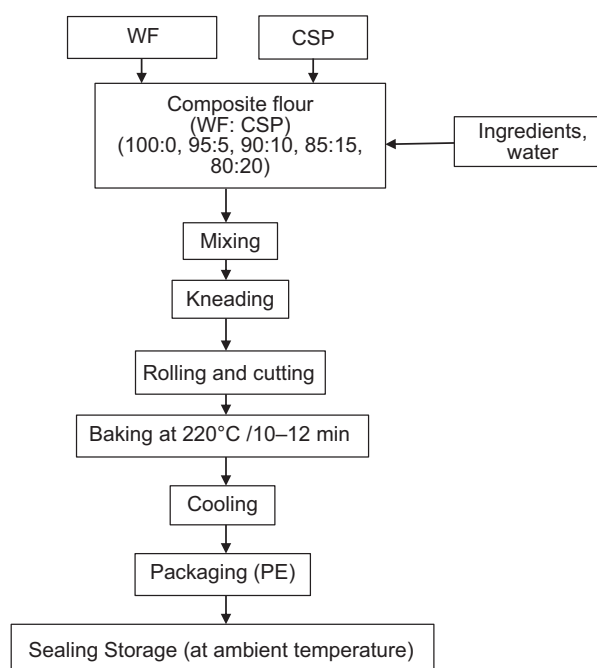 WF
CSP
Composite flour
(WF: CSP)
(100:0, 95:5, 90:10, 85:15,
80:20)
Ingredients,
water
Mixing
Kneading
Rolling and cutting
Baking at 220°C /10–12 min
Cooling
Packaging (PE)
Sealing Storage (at ambient temperature)